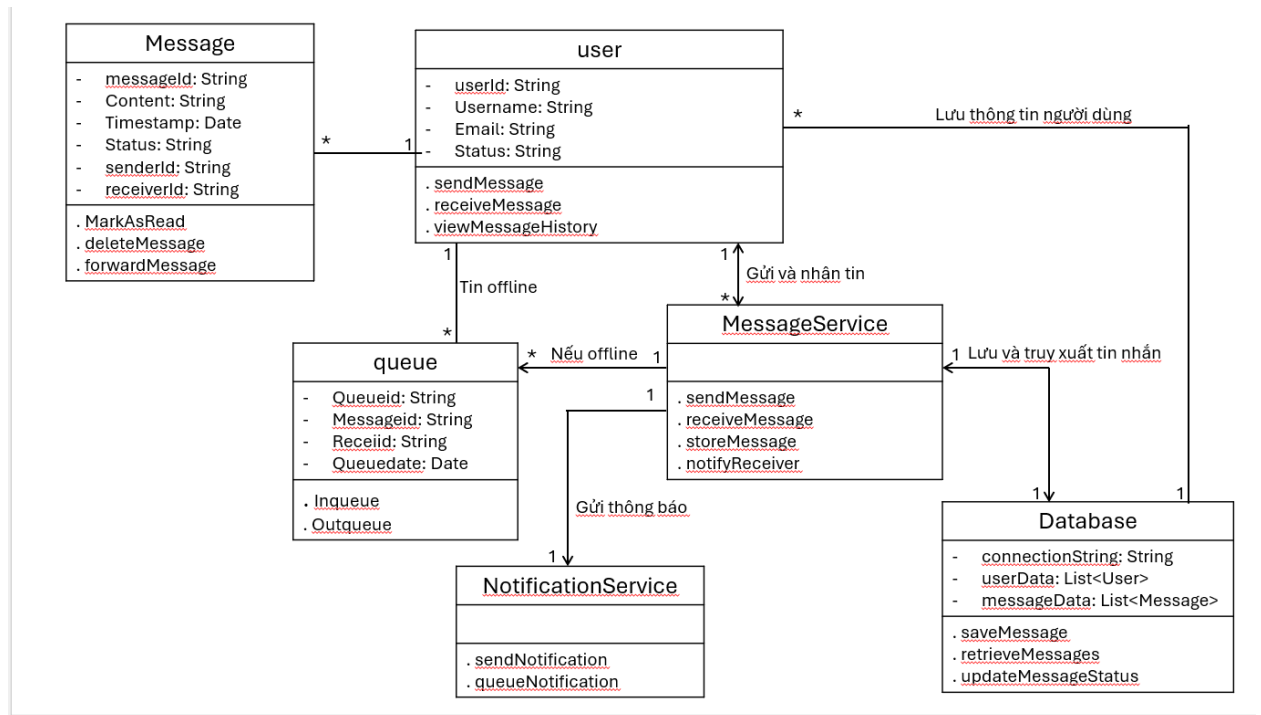 Message
- messageId: String
- Content: String
- Timestamp: Date
- Status: String
- senderId: String
- receiverId: String
. MarkAsRead
. deleteMessage
. forwardMessage
* 1
user
- userId: String
- Username: String
- Email: String
- Status: String
. sendMessage
. receiveMessage
. viewMessageHistory
* Lưu thông tin người dùng
1
Tin offline
*
1
Gửi và nhận tin
*
queue
- Queueid: String
- Messageid: String
- Receiid: String
- Queuedate: Date
. Inqueue
. Outqueue
* Nếu offline 1
MessageService
. sendMessage
. receiveMessage
. storeMessage
. notifyReceiver
1 Lưu và truy xuất tin nhắn
1
Gửi thông báo
1
1 1
NotificationService
. sendNotification
. queueNotification
Database
- connectionString: String
- userData: List<User>
- messageData: List<Message>
. saveMessage
. retrieveMessages
. updateMessageStatus